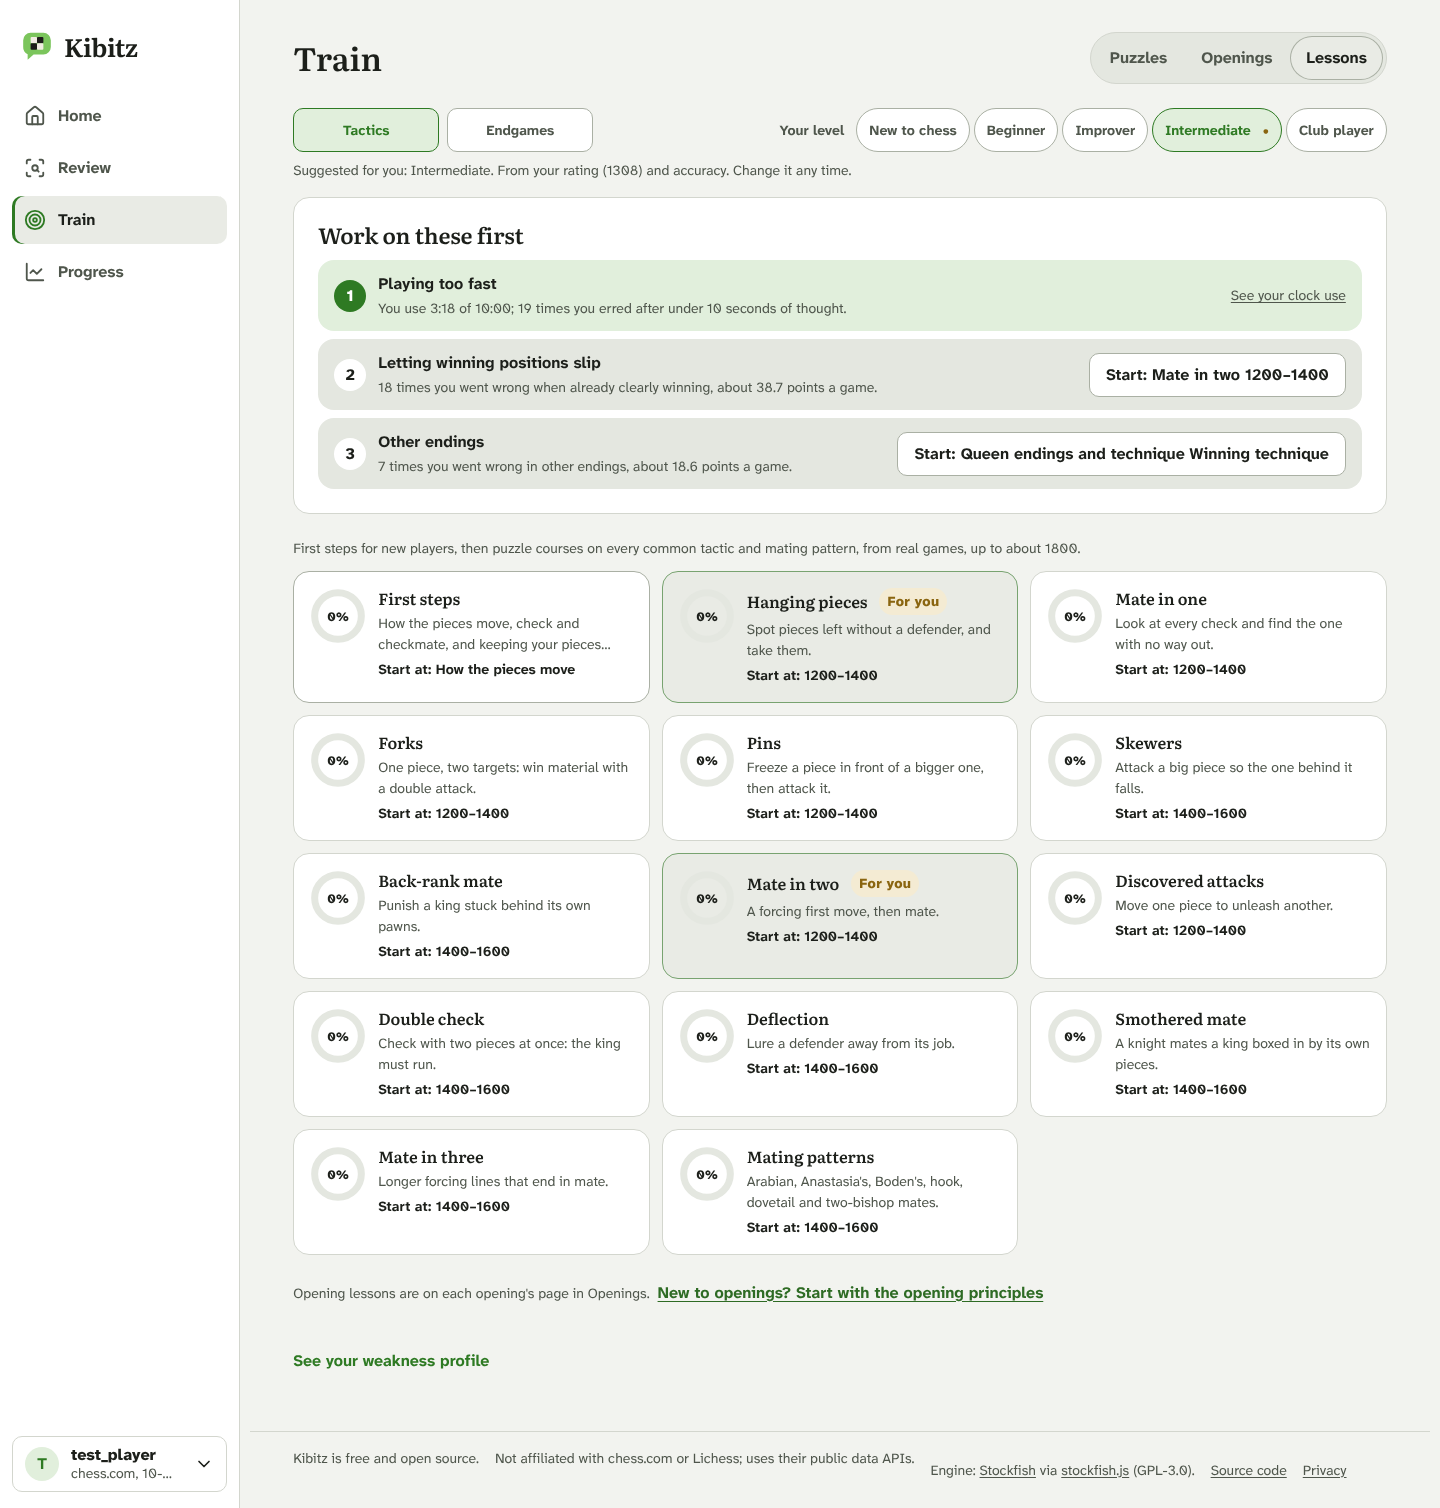 Kibitz
Home
Review
Train
Progress
test_player
T
chess.com, 10-...
Train
Puzzles
Openings
Lessons
Tactics
Endgames
Your level
New to chess
Beginner
Improver
Intermediate
Club player
Suggested for you: Intermediate. From your rating (1308) and accuracy. Change it any time.
Work on these first
1
Playing too fast
You use 3:18 of 10:00; 19 times you erred after under 10 seconds of thought.
See your clock use
2
Letting winning positions slip
18 times you went wrong when already clearly winning, about 38.7 points a game.
Start: Mate in two 1200–1400
3
Other endings
7 times you went wrong in other endings, about 18.6 points a game.
Start: Queen endings and technique Winning technique
First steps for new players, then puzzle courses on every common tactic and mating pattern, from real games, up to about 1800.
0%
First steps
How the pieces move, check and
checkmate, and keeping your pieces...
Start at: How the pieces move
0%
Hanging pieces
For you
Spot pieces left without a defender, and
take them.
Start at: 1200–1400
0%
Mate in one
Look at every check and find the one
with no way out.
Start at: 1200–1400
0%
Forks
One piece, two targets: win material with
a double attack.
Start at: 1200–1400
0%
Pins
Freeze a piece in front of a bigger one,
then attack it.
Start at: 1200–1400
0%
Skewers
Attack a big piece so the one behind it
falls.
Start at: 1400–1600
0%
Back-rank mate
Punish a king stuck behind its own
pawns.
Start at: 1400–1600
0%
Mate in two
For you
A forcing first move, then mate.
Start at: 1200–1400
0%
Discovered attacks
Move one piece to unleash another.
Start at: 1200–1400
0%
Double check
Check with two pieces at once: the king
must run.
Start at: 1400–1600
0%
Deflection
Lure a defender away from its job.
Start at: 1400–1600
0%
Smothered mate
A knight mates a king boxed in by its own
pieces.
Start at: 1400–1600
0%
Mate in three
Longer forcing lines that end in mate.
Start at: 1400–1600
0%
Mating patterns
Arabian, Anastasia's, Boden's, hook,
dovetail and two-bishop mates.
Start at: 1400–1600
Opening lessons are on each opening's page in Openings. New to openings? Start with the opening principles
See your weakness profile
Kibitz is free and open source. Not affiliated with chess.com or Lichess; uses their public data APIs.
Engine: Stockfish via stockfish.js (GPL-3.0). Source code Privacy